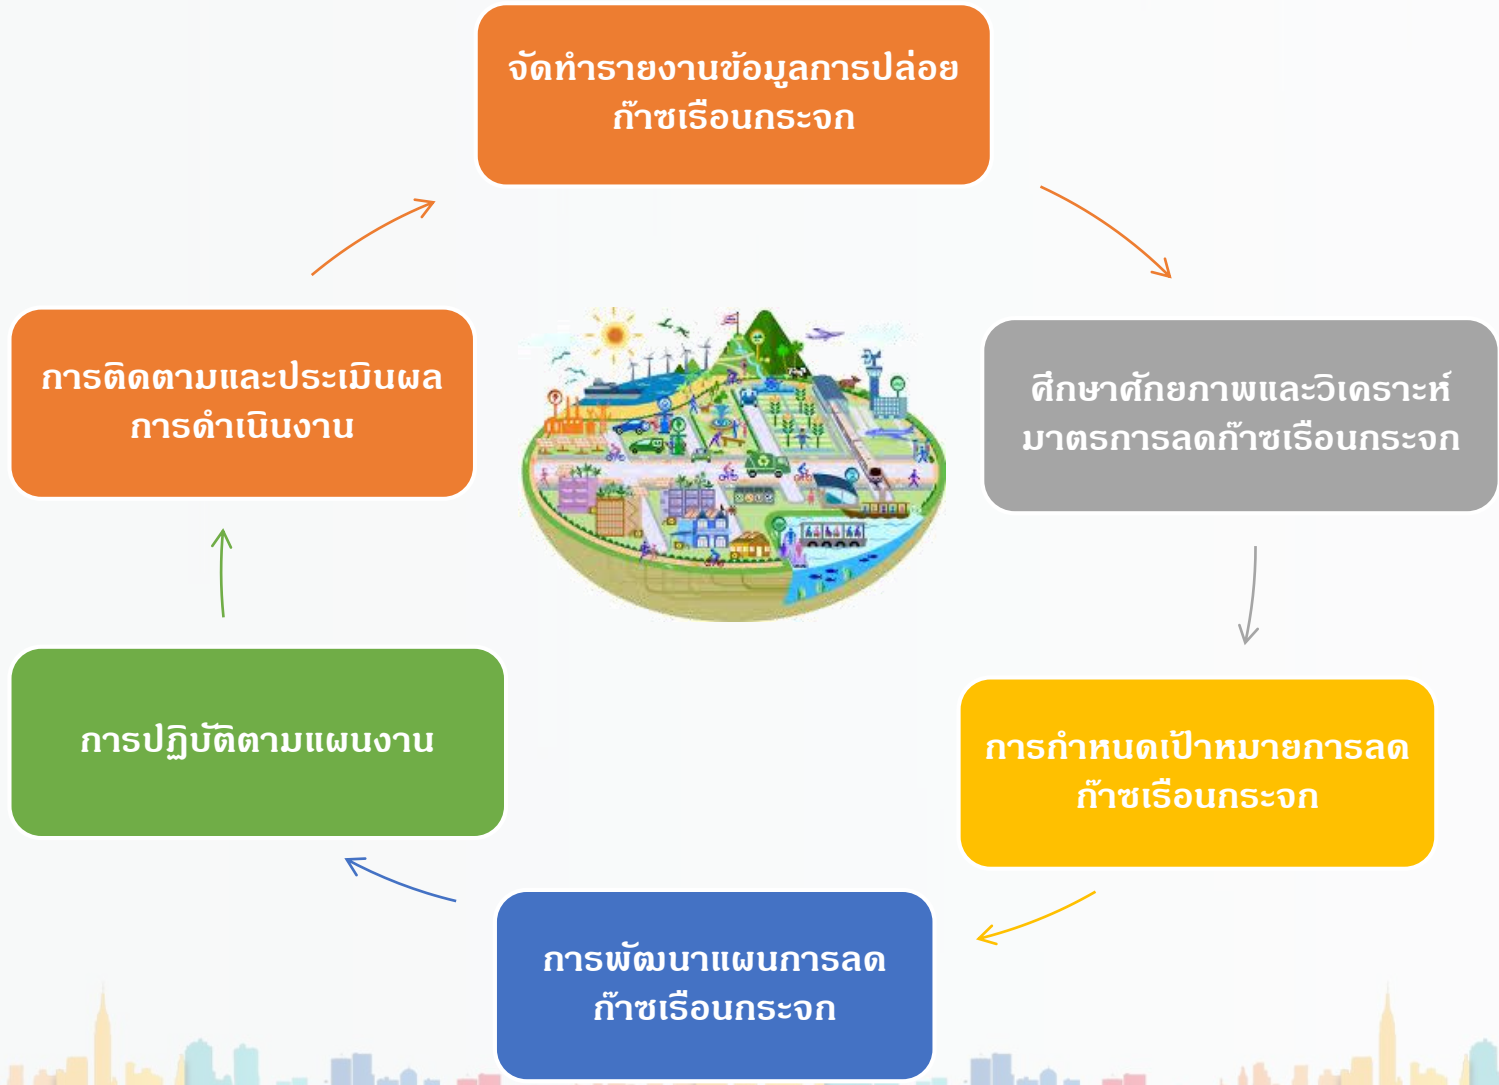 จัดทำรายงานข้อมูลการปล่อย
ก๊าซเรือนกระจก
ศึกษาศักยภาพและวิเคราะห์
มาตรการลดก๊าซเรือนกระจก
การกำหนดเป้าหมายการลด
ก๊าซเรือนกระจก
การพัฒนาแผนการลด
ก๊าซเรือนกระจก
การปฏิบัติตามแผนงาน
การติดตามและประเมินผล
การดำเนินงาน